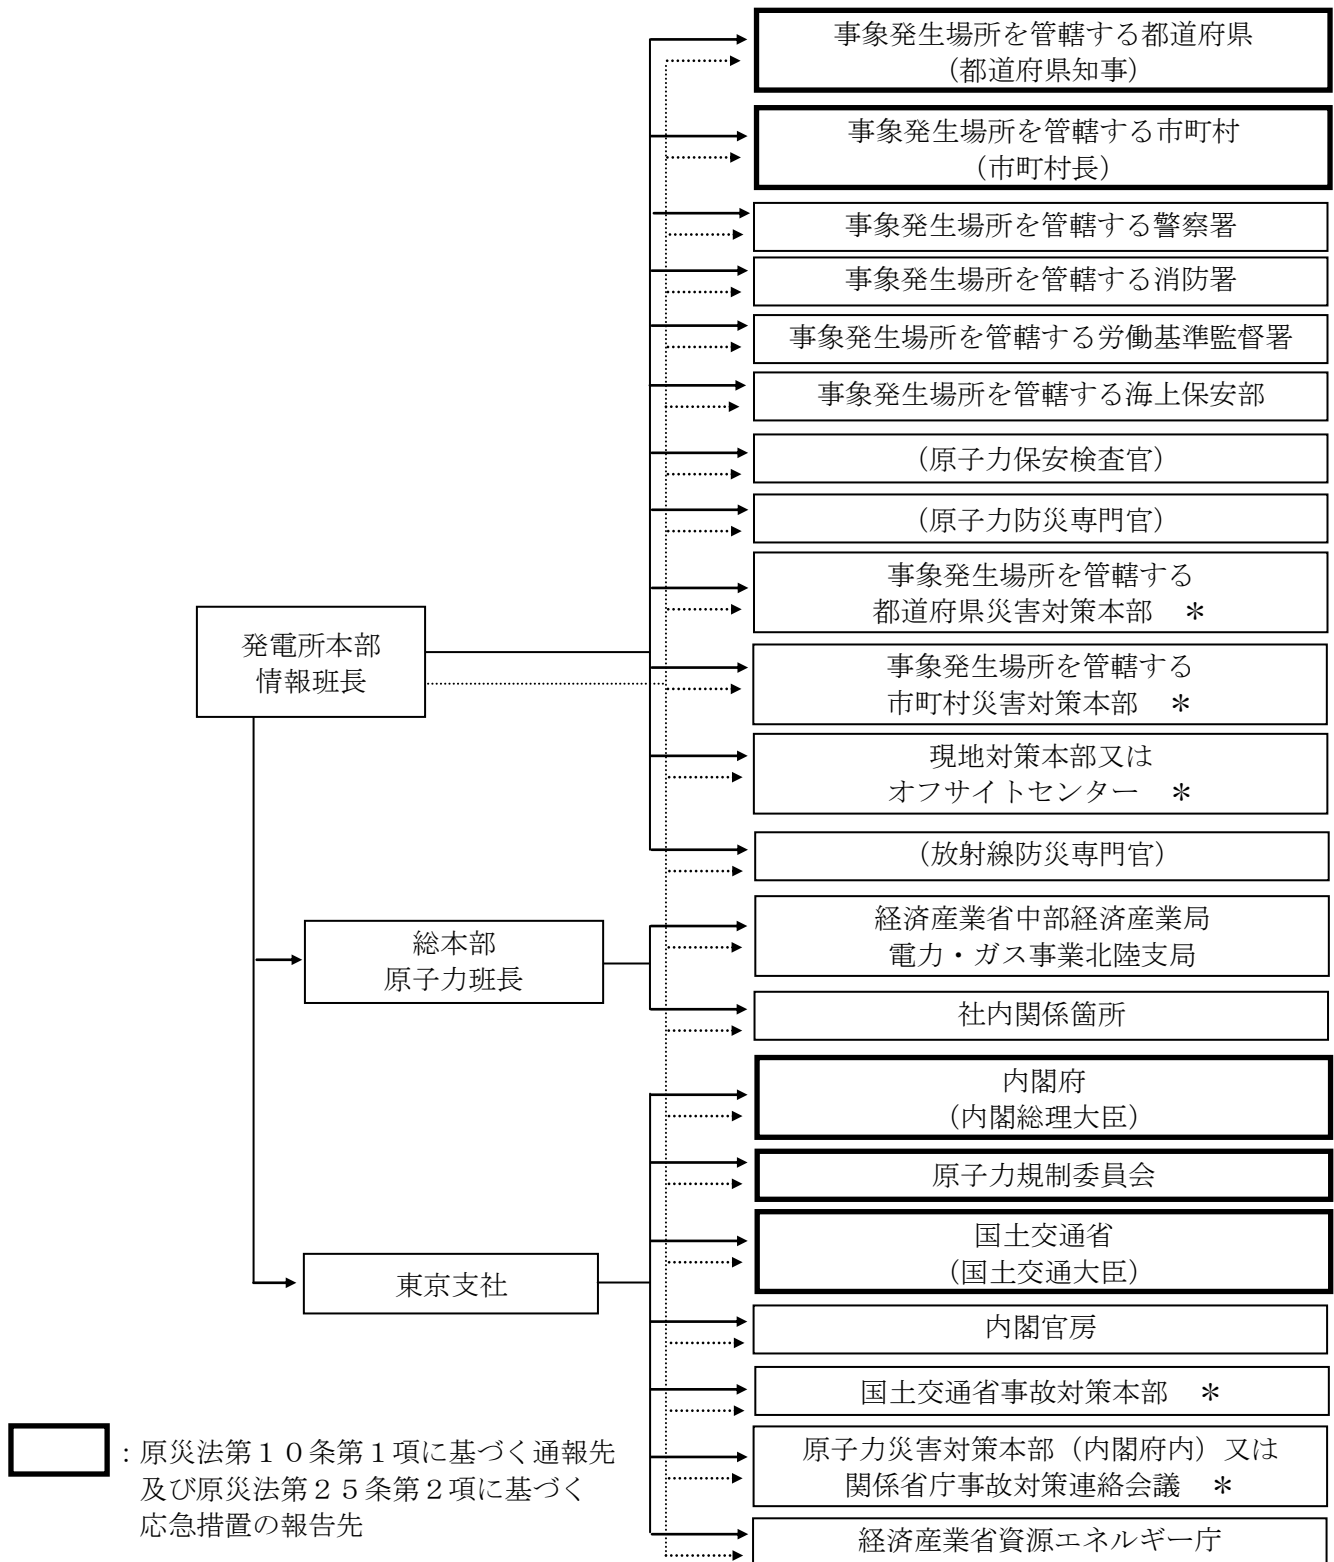 事象発生場所を管轄する都道府県
（都道府県知事）
事象発生場所を管轄する市町村
（市町村長）
事象発生場所を管轄する警察署
事象発生場所を管轄する消防署
事象発生場所を管轄する労働基準監督署
事象発生場所を管轄する海上保安部
（原子力保安検査官）
（原子力防災専門官）
事象発生場所を管轄する
都道府県災害対策本部　＊
発電所本部
情報班長
事象発生場所を管轄する
市町村災害対策本部　＊
現地対策本部又は
オフサイトセンター　＊
（放射線防災専門官）
総本部
原子力班長
経済産業省中部経済産業局
電力・ガス事業北陸支局
社内関係箇所
内閣府
（内閣総理大臣）
原子力規制委員会
国土交通省
（国土交通大臣）
東京支社
内閣官房
国土交通省事故対策本部　＊
原子力災害対策本部（内閣府内）又は
関係省庁事故対策連絡会議　＊
経済産業省資源エネルギー庁
：原災法第１０条第１項に基づく通報先
及び原災法第２５条第２項に基づく
応急措置の報告先